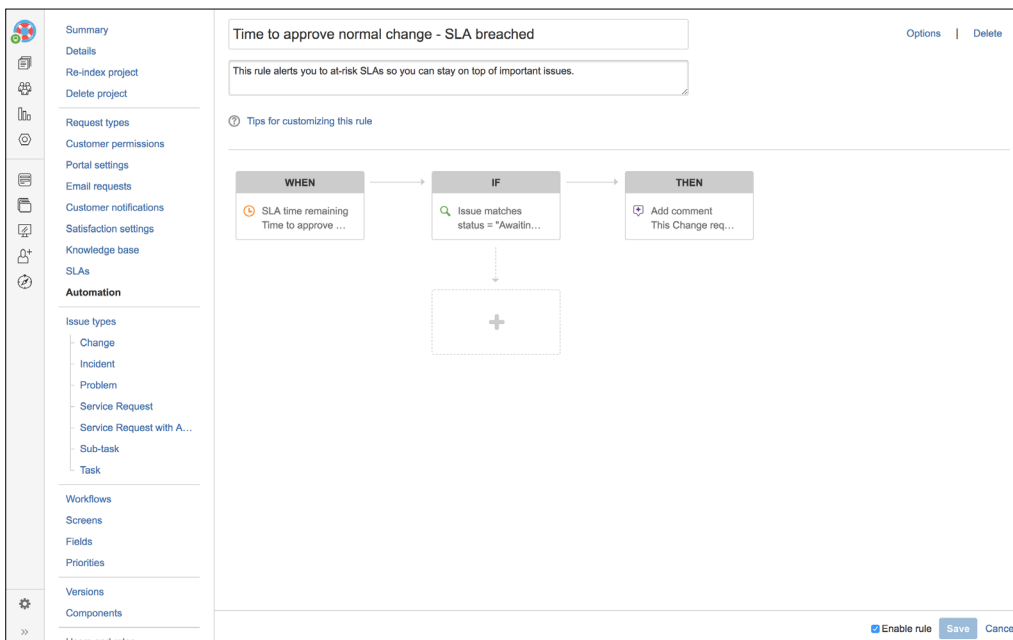 Summary
Details
Re-index project
Delete project
Request types
Customer permissions
Portal settings
Email requests
Customer notifications
Satisfaction settings
Knowledge base
SLAs
Automation
Issue types
Change
Incident
Problem
Service Request
Service Request with A...
Sub-task
Task
Workflows
Screens
Fields
Priorities
Versions
Components
Time to approve normal change - SLA breached
Options | Delete
This rule alerts you to at-risk SLAs so you can stay on top of important issues.
Tips for customizing this rule
WHEN
SLA time remaining
Time to approve ...
IF
Issue matches
status = "Awaitin...
THEN
Add comment
This Change req...
Enable rule Save Cance